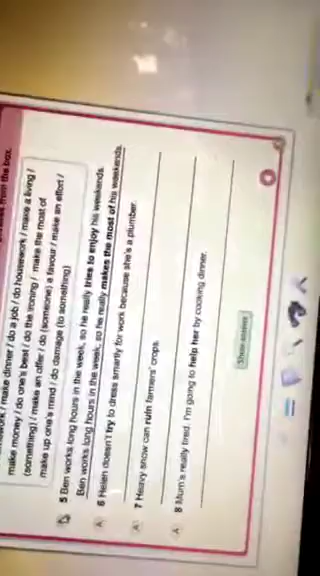 from the box.
work / make dinner / do a job / do housework / make a living /
make money / do one's best / do the ironing / make the most of
(something) / make an offer / do (someone) a favour / make an effort /
make up one's mind / do damage (to something)
5 Ben works long hours in the week, so he really tries to enjoy his weekends.
Ben works long hours in the week, so he really makes the most of his weekends.
6 Helen doesn't try to dress smartly for work because she's a plumber.
7 Heavy snow can ruin farmers' crops.
8 Mum's really tired. I'm going to help her by cooking dinner.
Show answers